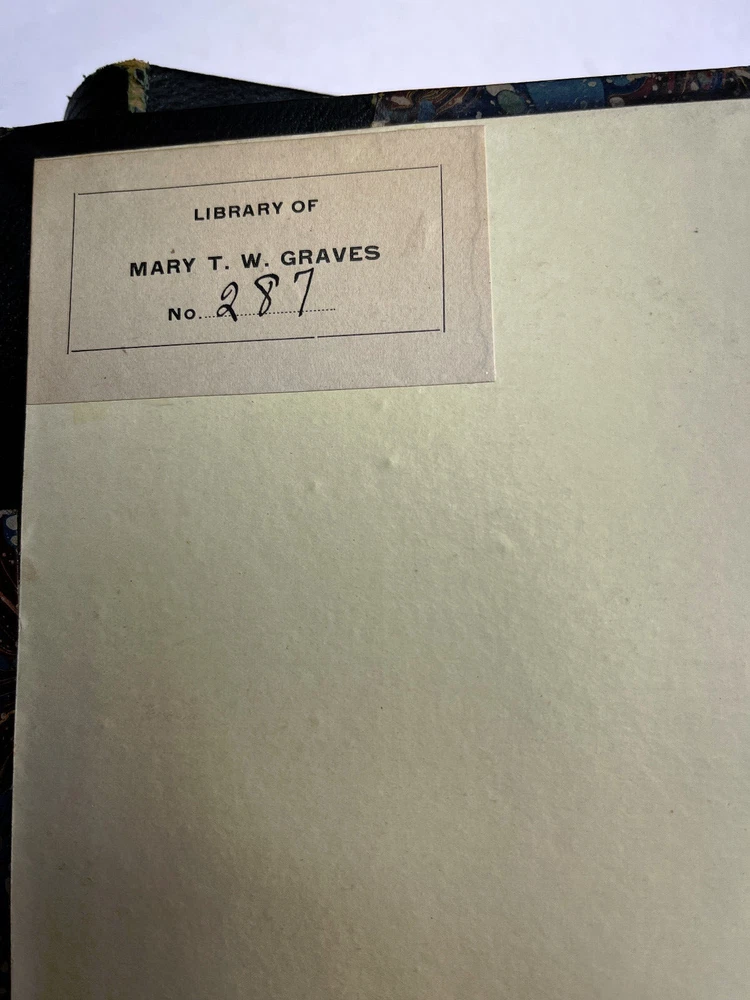 LIBRARY OF
MARY T. W. GRAVES
No. 287